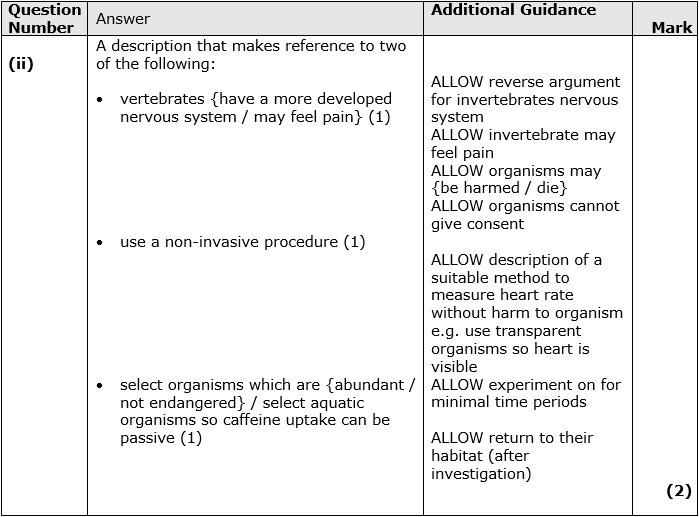 Question Number
Answer
Additional Guidance
Mark
(ii)
A description that makes reference to two
of the following:
• vertebrates {have a more developed
nervous system / may feel pain} (1)
ALLOW reverse argument
for invertebrates nervous
system
ALLOW invertebrate may
feel pain
ALLOW organisms may
{be harmed / die}
ALLOW organisms cannot
give consent
• use a non-invasive procedure (1)
ALLOW description of a
suitable method to
measure heart rate
without harm to organism
e.g. use transparent
organisms so heart is
visible
• select organisms which are {abundant /
not endangered} / select aquatic
organisms so caffeine uptake can be
passive (1)
ALLOW experiment on for
minimal time periods
ALLOW return to their
habitat (after
investigation)
(2)